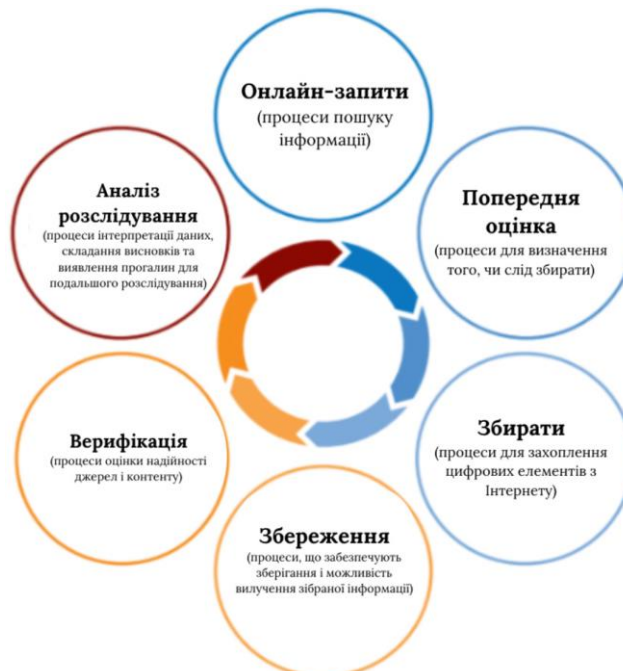 Онлайн-запити
(процеси пошуку
інформації)
Попередня
оцінка
(процеси для визначення
того, чи слід збирати)
Збирати
(процеси для захоплення
цифрових елементів з
Інтернету)
Збереження
(процеси, що забезпечують
зберігання і можливість
вилучення зібраної інформації)
Верифікація
(процеси оцінки надійності
джерел і контенту)
Аналіз
розслідування
(процеси інтерпретації даних,
складання висновків та
виявлення прогалин для
подальшого розслідування)